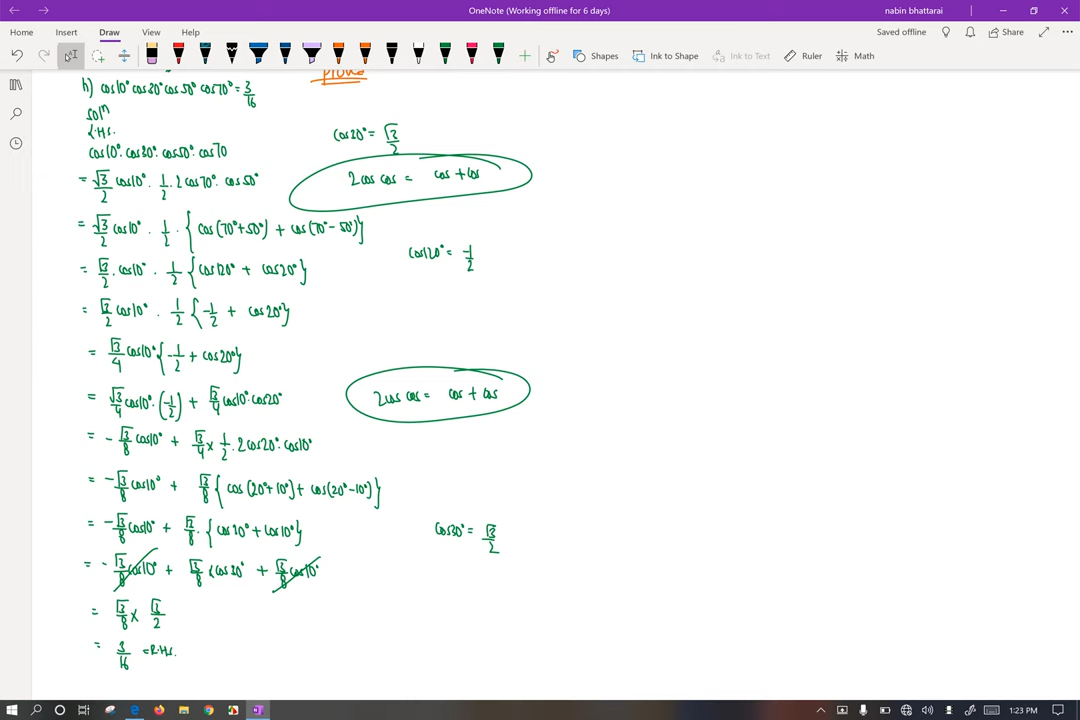 OneNote (Working offline for 6 days)
nabin bhattarai
Home Insert Draw View Help
Saved offline Share
Shapes Ink to Shape Ink to Text Ruler Math
prove
h) cos10° cos30° cos50° cos70° = 3/16
solⁿ
L.H.S.
cos30° = √3/2
cos10°. cos30°. cos50°. cos70
= √3/2 cos10° . 1/2 . 2cos70° . cos50°
2cos cos = cos + cos
= √3/2 cos10° . 1/2 . { cos(70°+50°) + cos(70°-50°)}
cos120° = -1/2
= √3/2 . cos10° . 1/2 { cos120° + cos20°}
= √3/2 cos10° . 1/2 { -1/2 + cos20°}
= √3/4 cos10° { -1/2 + cos20°}
= √3/4 cos10° . (-1/2) + √3/4 cos10° . cos20°
2cos cos = cos + cos
= - √3/8 cos10° + √3/4 × 1/2 . 2cos20° . cos10°
= - √3/8 cos10° + √3/8 { cos(20°+10°) + cos(20°-10°)}
= - √3/8 cos10° + √3/8 . { cos30° + cos10°}
cos30° = √3/2
= - √3/8 cos10° + √3/8 cos30° + √3/8 cos10°
= √3/8 × √3/2
= 3/16 = R.H.S.
1:23 PM